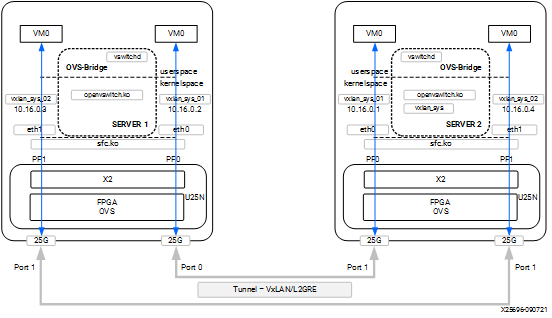 VM0
VM0
vswitchd
OVS-Bridge
userspace
kernelspace
vxlan_sys_02
openvswitch.ko
vxlan_sys_01
10.16.0.3
10.16.0.2
SERVER 1
eth1
eth0
sfc.ko
PF1
PF0
X2
U25N
FPGA
OVS
25G
25G
Port 1
Port 0
VM0
VM0
vswitchd
OVS-Bridge
userspace
kernelspace
vxlan_sys_01
openvswitch.ko
vxlan_sys_02
vxlan_sys
10.16.0.1
10.16.0.4
SERVER 2
eth0
eth1
sfc.ko
PF0
PF1
X2
U25N
FPGA
OVS
25G
25G
Port 1
Port 1
Tunnel – VxLAN/L2GRE
X25696-090721